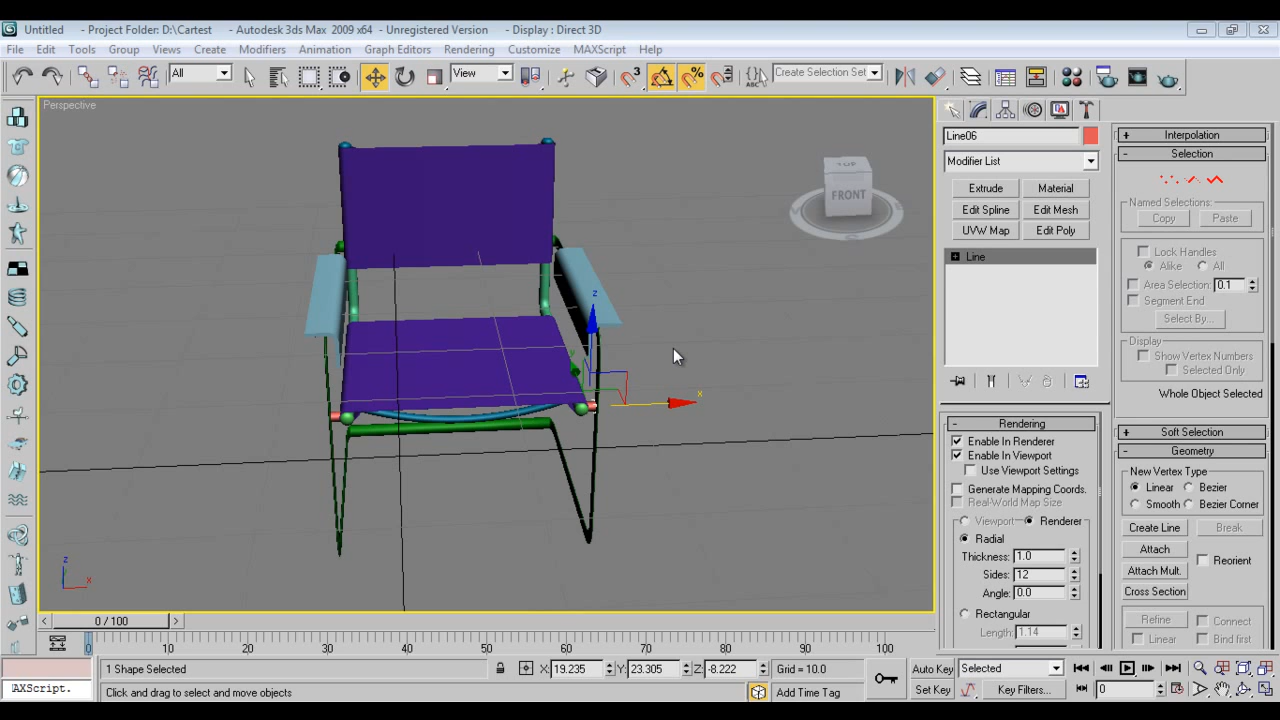 Untitled - Project Folder: D:\Cartest - Autodesk 3ds Max 2009 x64 - Unregistered Version - Display : Direct 3D
File Edit Tools Group Views Create Modifiers Animation Graph Editors Rendering Customize MAXScript Help
All View Create Selection Set
Perspective
TOP
FRONT
z
x
z
x
Line06
Modifier List
Extrude Material
Edit Spline Edit Mesh
UVW Map Edit Poly
Line
Rendering
Enable In Renderer
Enable In Viewport
Use Viewport Settings
Generate Mapping Coords.
Real-World Map Size
Viewport Renderer
Radial
Thickness: 1.0
Sides: 12
Angle: 0.0
Rectangular
Length: 1.14
Interpolation
Selection
Named Selections:
Copy Paste
Lock Handles
Alike All
Area Selection: 0.1
Segment End
Select By...
Display
Show Vertex Numbers
Selected Only
Whole Object Selected
Soft Selection
Geometry
New Vertex Type
Linear Bezier
Smooth Bezier Corner
Create Line Break
Attach
Reorient
Attach Mult.
Cross Section
Refine Connect
Linear Bind first
0 / 100
0 10 20 30 40 50 60 70 80 90 100
1 Shape Selected X: 19.235 Y: 23.305 Z: -8.222 Grid = 10.0 Auto Key Selected
AXScript. Click and drag to select and move objects Add Time Tag Set Key Key Filters... 0